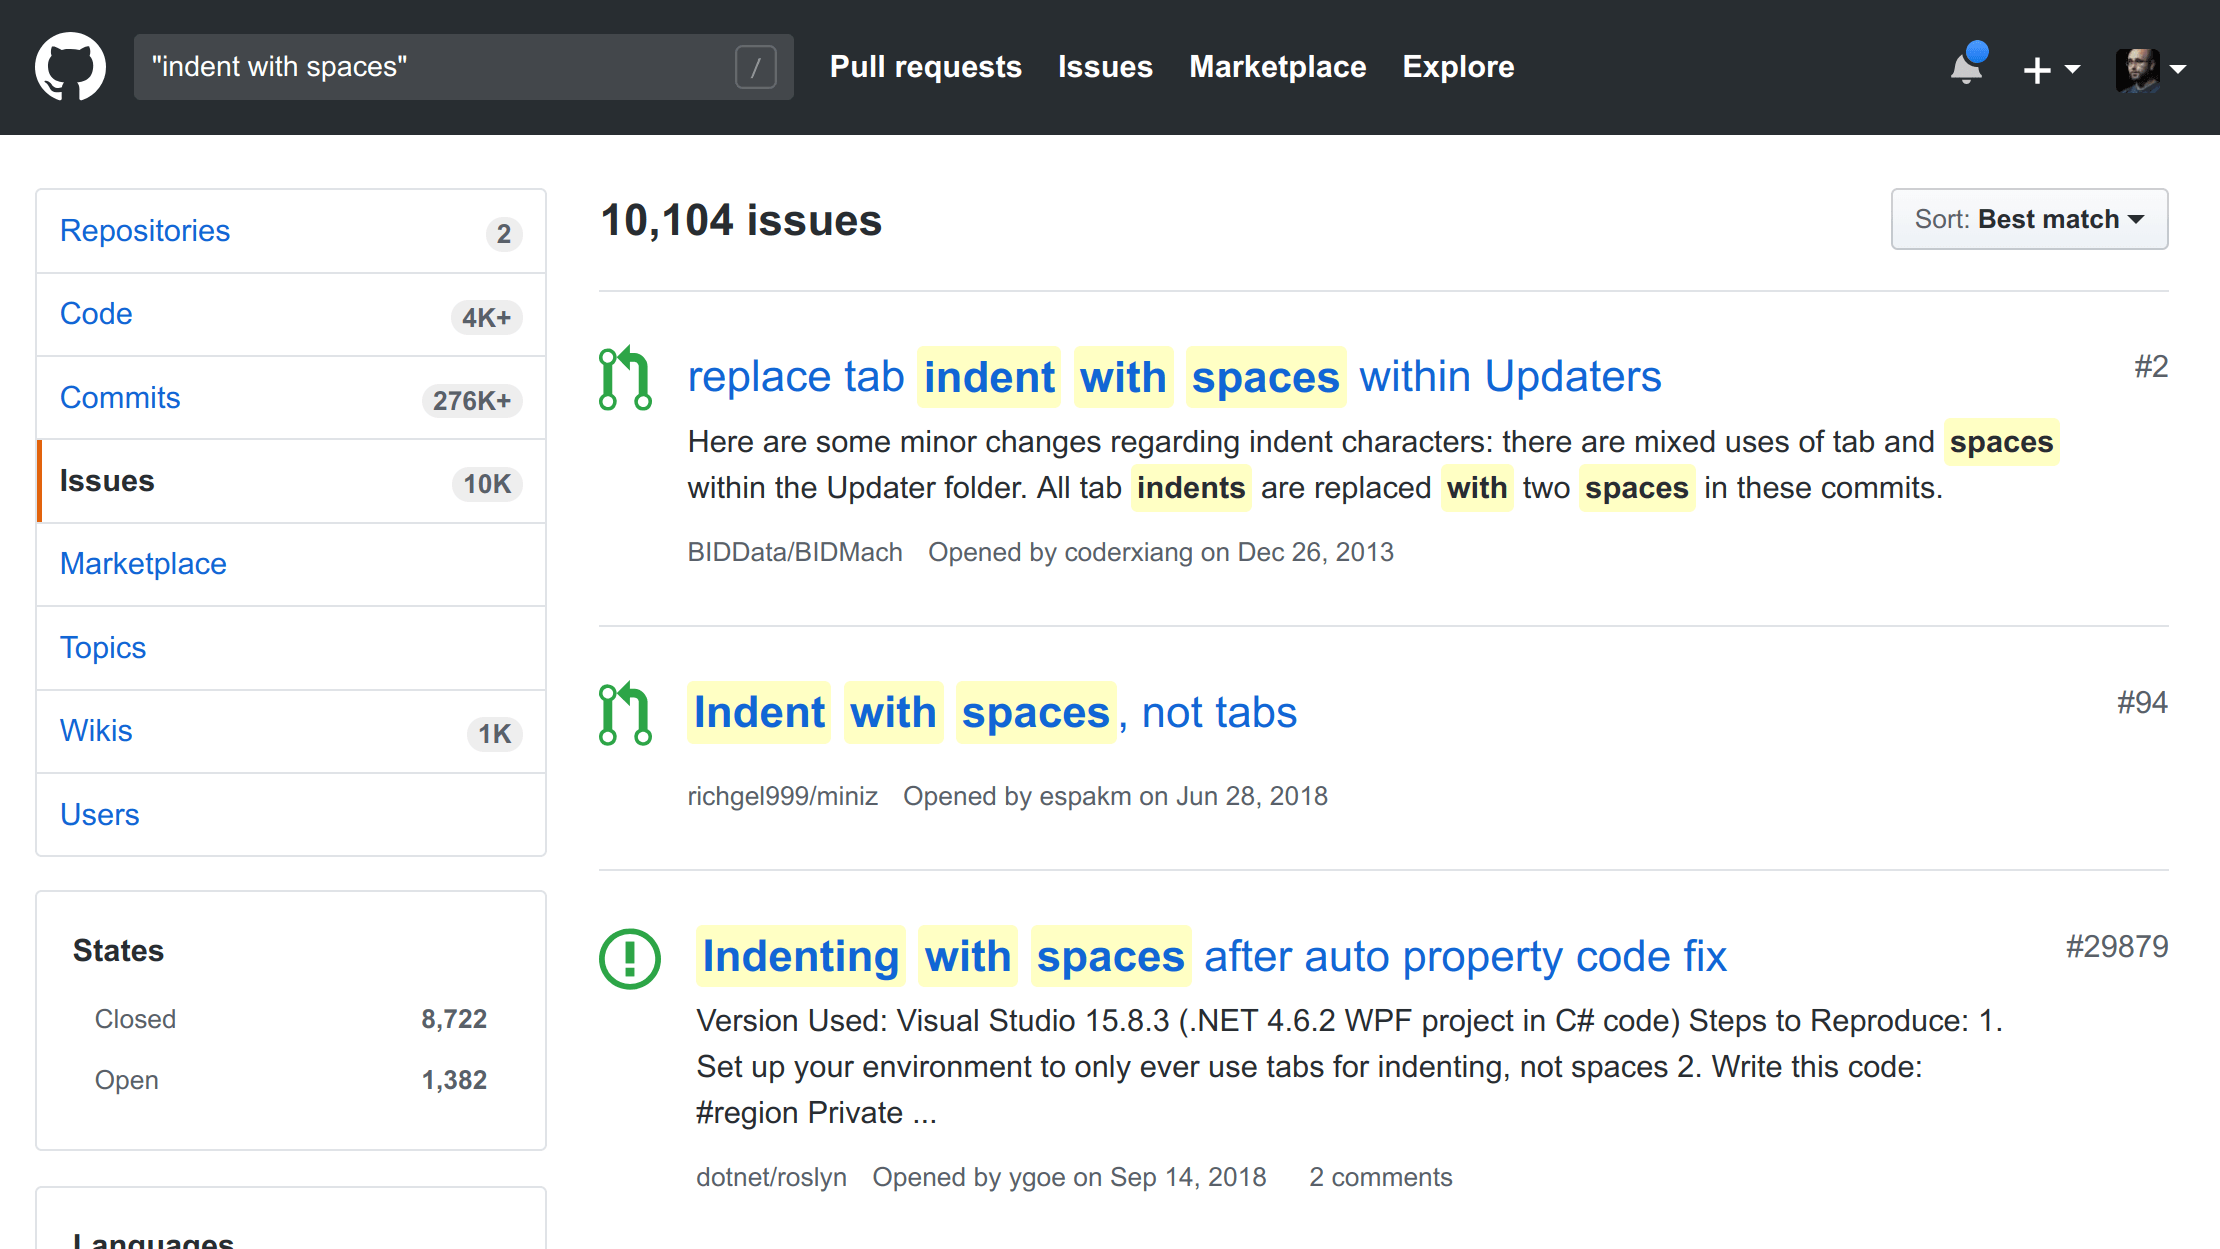 "indent with spaces" /
Pull requests Issues Marketplace Explore
Repositories 2
Code 4K+
Commits 276K+
Issues 10K
Marketplace
Topics
Wikis 1K
Users
States
Closed 8,722
Open 1,382
Languages
10,104 issues
Sort: Best match
replace tab indent with spaces within Updaters #2
Here are some minor changes regarding indent characters: there are mixed uses of tab and spaces
within the Updater folder. All tab indents are replaced with two spaces in these commits.
BIDData/BIDMach Opened by coderxiang on Dec 26, 2013
Indent with spaces, not tabs #94
richgel999/miniz Opened by espakm on Jun 28, 2018
Indenting with spaces after auto property code fix #29879
Version Used: Visual Studio 15.8.3 (.NET 4.6.2 WPF project in C# code) Steps to Reproduce: 1.
Set up your environment to only ever use tabs for indenting, not spaces 2. Write this code:
#region Private ...
dotnet/roslyn Opened by ygoe on Sep 14, 2018 2 comments